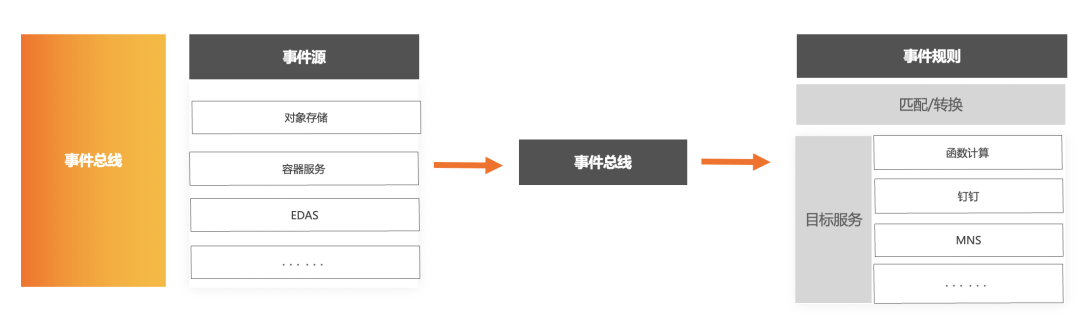 事件总线
事件源
对象存储
容器服务
EDAS
······
事件总线
事件规则
匹配/转换
目标服务
函数计算
钉钉
MNS
······